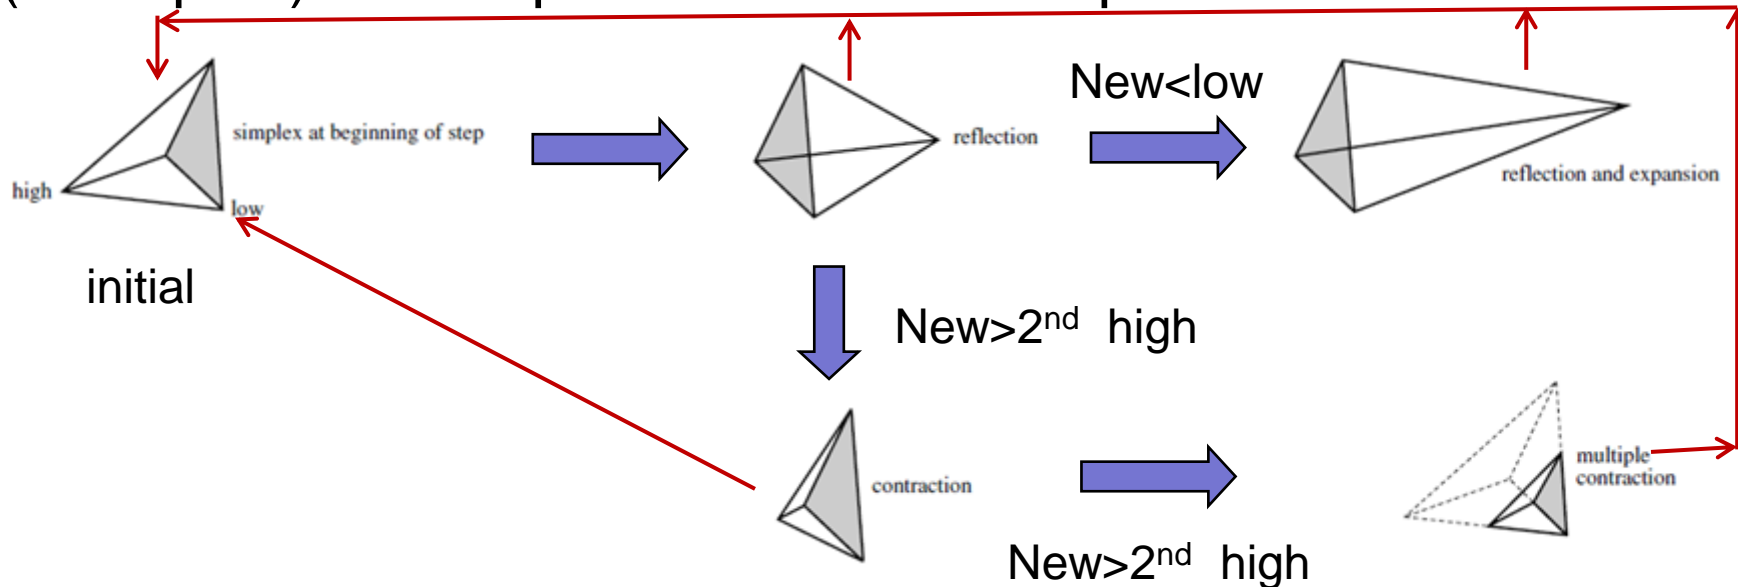 New<low
simplex at beginning of step
reflection
high
low
reflection and expansion
initial
New>2nd high
contraction
multiple
contraction
New>2nd high